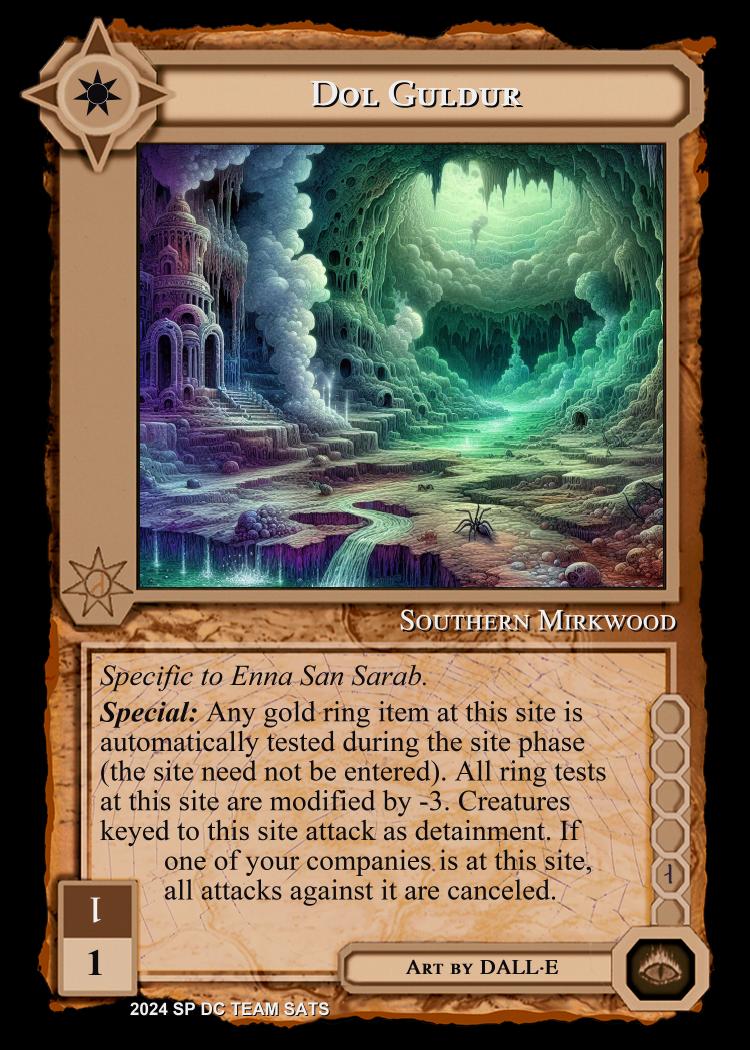 Dol Guldur
Southern Mirkwood
Specific to Enna San Sarab.
Special: Any gold ring item at this site is
automatically tested during the site phase
(the site need not be entered). All ring tests
at this site are modified by -3. Creatures
keyed to this site attack as detainment. If
one of your companies is at this site,
all attacks against it are canceled.
1
Art by DALL·E
2024 SP DC TEAM SATS